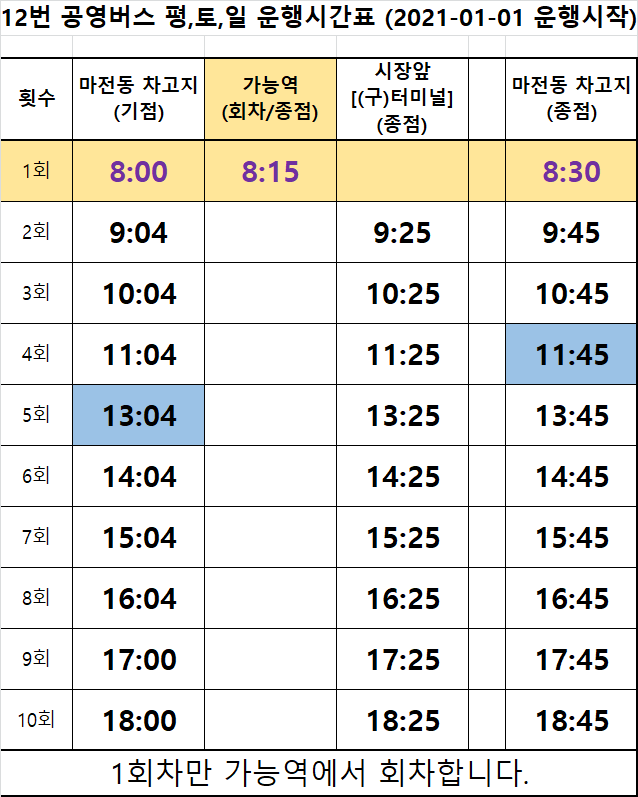 12번 공영버스 평,토,일 운행시간표 (2021-01-01 운행시작)
횟수 마전동 차고지 (기점) 가능역 (회차/종점) 시장앞 [(구)터미널] (종점) 마전동 차고지 (종점)
1회 8:00 8:15 8:30
2회 9:04 9:25 9:45
3회 10:04 10:25 10:45
4회 11:04 11:25 11:45
5회 13:04 13:25 13:45
6회 14:04 14:25 14:45
7회 15:04 15:25 15:45
8회 16:04 16:25 16:45
9회 17:00 17:25 17:45
10회 18:00 18:25 18:45
1회차만 가능역에서 회차합니다.